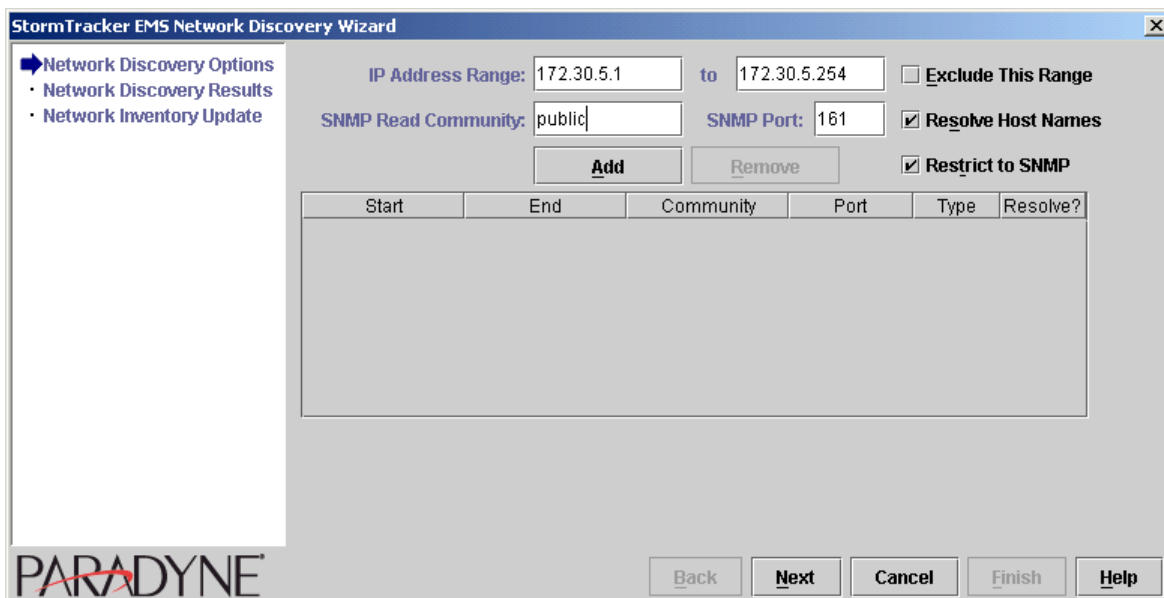 StormTracker EMS Network Discovery Wizard
Network Discovery Options
· Network Discovery Results
· Network Inventory Update
IP Address Range: 172.30.5.1 to 172.30.5.254 Exclude This Range
SNMP Read Community: public SNMP Port: 161 Resolve Host Names
Add Remove Restrict to SNMP
Start End Community Port Type Resolve?
PARADYNE®
Back Next Cancel Finish Help